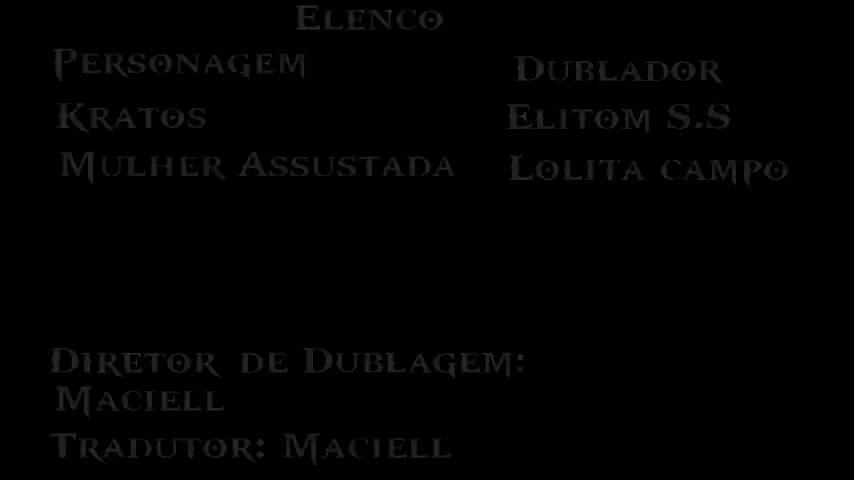 Elenco
Personagem Dublador
Kratos Elitom S.S
Mulher Assustada Lolita campo
Diretor de Dublagem:
Maciell
Tradutor: Maciell